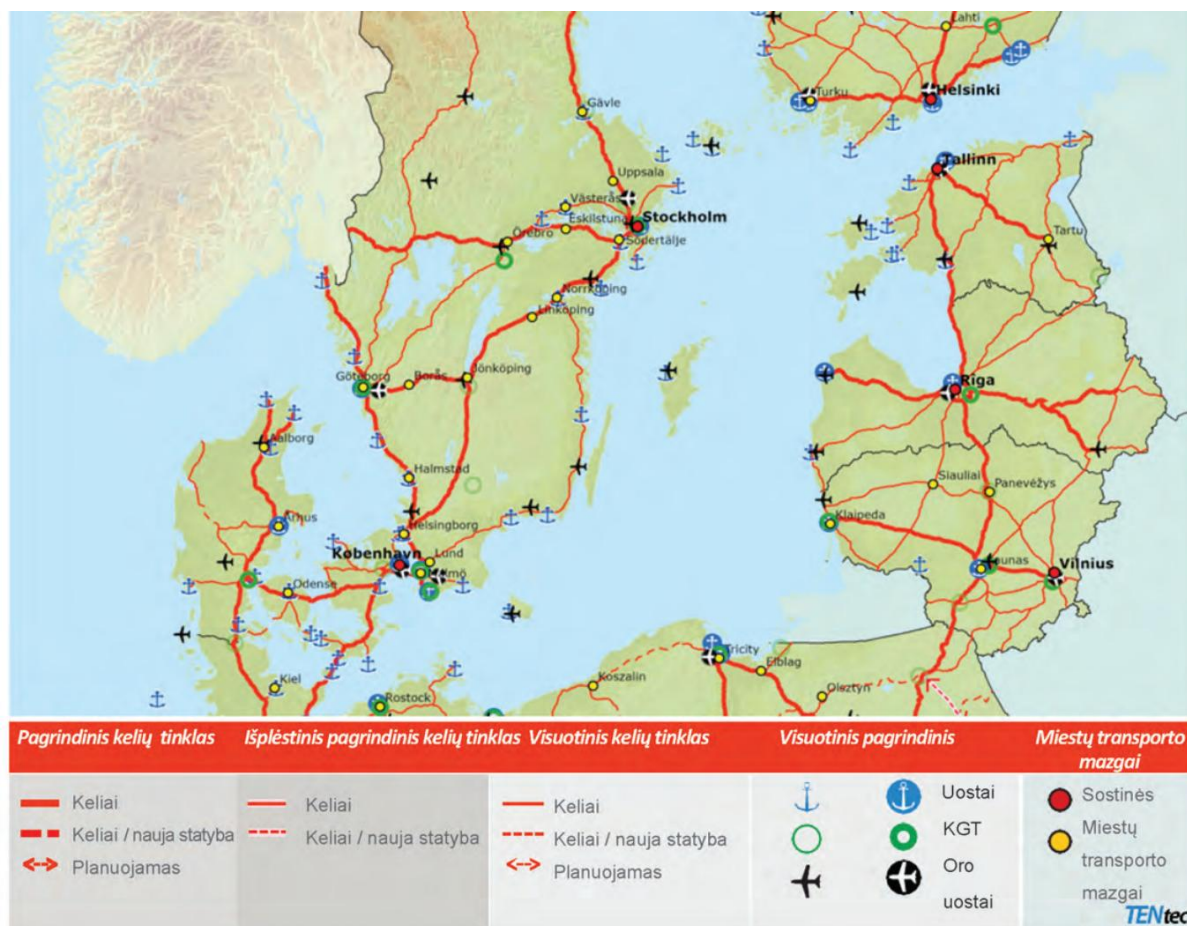 Lahti
Turku
Helsinki
Gävle
Tallinn
Uppsala
Västerås
Eskilstuna
Stockholm
Örebro
Södertälje
Tartu
Norrköping
Linköping
Göteborg
Borås
Jönköping
Rīga
Aalborg
Halmstad
Siauliai
Panevėžys
Århus
Helsingborg
Klaipeda
København
Lund
Malmö
Kaunas
Vilnius
Odense
Tricity
Elbląg
Kiel
Koszalin
Olsztyn
Rostock
Pagrindinis kelių tinklas
Išplėstinis pagrindinis kelių tinklas
Visuotinis kelių tinklas
Visuotinis pagrindinis
Miestų transporto
mazgai
Keliai
Keliai / nauja statyba
Planuojamas
Keliai
Keliai / nauja statyba
Keliai
Keliai / nauja statyba
Planuojamas
Uostai
KGT
Oro
uostai
Sostinės
Miestų
transporto
mazgai
TENtec